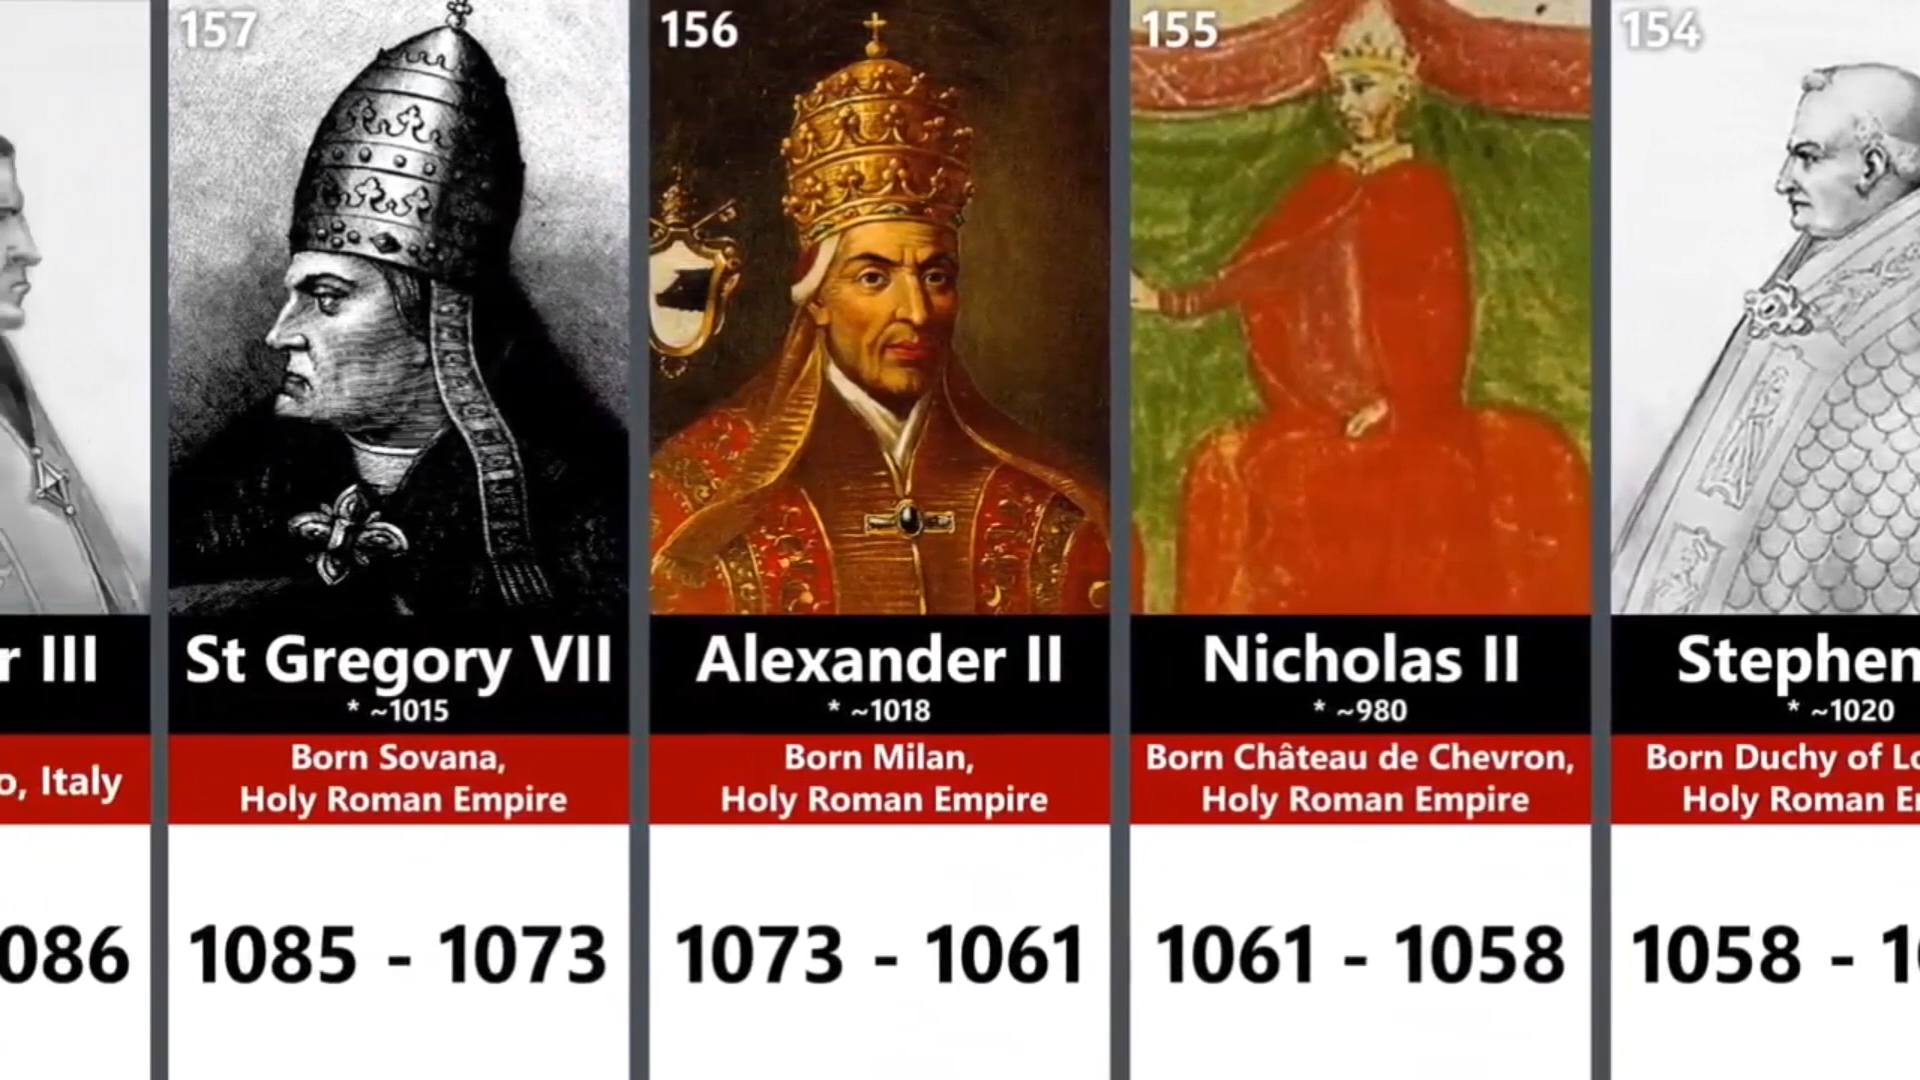 r III
o, Italy
086
157
St Gregory VII
* ~1015
Born Sovana,
Holy Roman Empire
1085 - 1073
156
Alexander II
* ~1018
Born Milan,
Holy Roman Empire
1073 - 1061
155
Nicholas II
* ~980
Born Château de Chevron,
Holy Roman Empire
1061 - 1058
154
Stephen
* ~1020
Born Duchy of Lo
Holy Roman E
1058 - 1